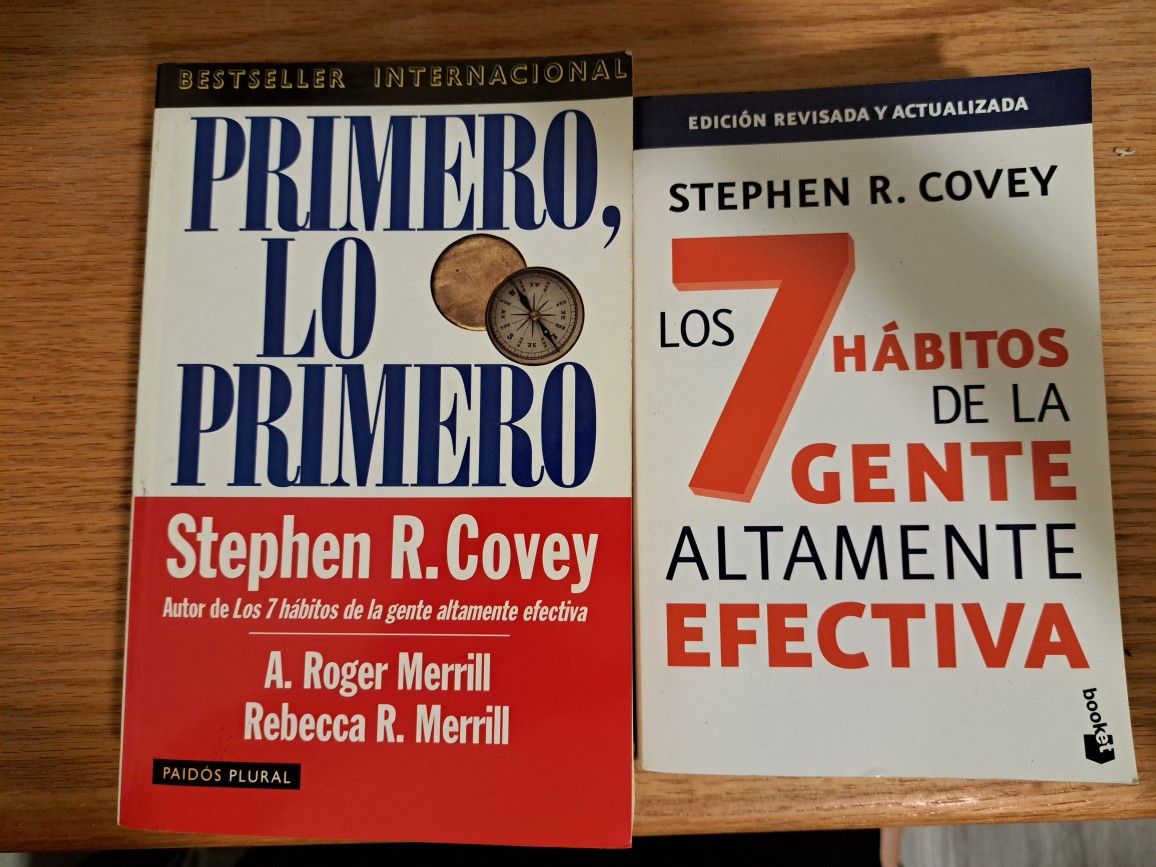 BESTSELLER INTERNACIONAL
PRIMERO,
LO
PRIMERO
Stephen R. Covey
Autor de Los 7 hábitos de la gente altamente efectiva
A. Roger Merrill
Rebecca R. Merrill
PAIDÓS PLURAL
EDICIÓN REVISADA Y ACTUALIZADA
STEPHEN R. COVEY
LOS 7 HÁBITOS
DE LA
GENTE
ALTAMENTE
EFECTIVA
booket